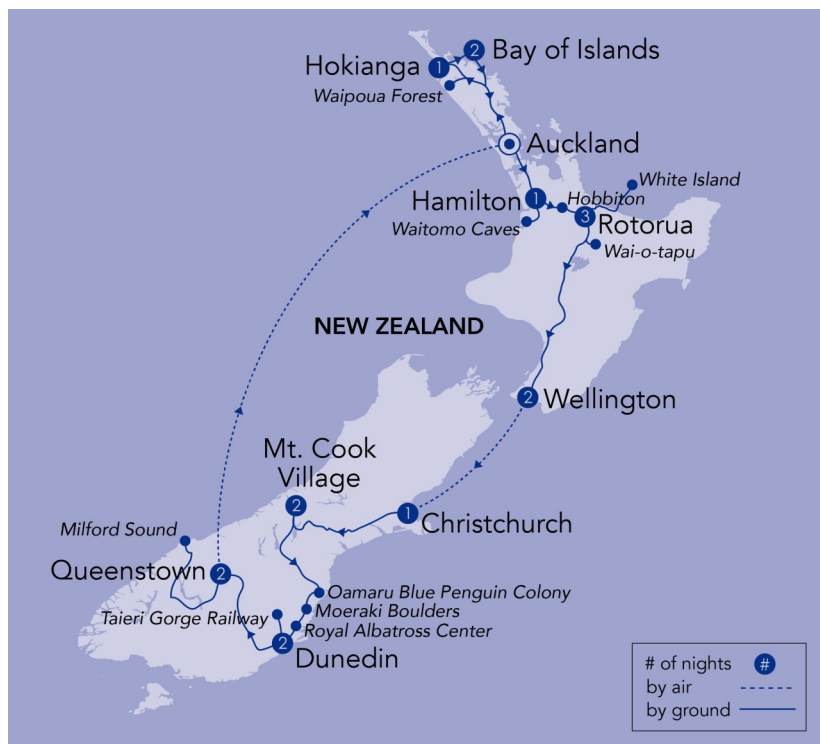 2
Bay of Islands
Hokianga
1
Waipoua Forest
Auckland
White Island
Hamilton
1
Hobbiton
3
Rotorua
Waitomo Caves
Wai-o-tapu
NEW ZEALAND
2
Wellington
Mt. Cook
Village
2
1
Christchurch
Milford Sound
Queenstown
2
Oamaru Blue Penguin Colony
Moeraki Boulders
Taieri Gorge Railway
Royal Albatross Center
2
Dunedin
# of nights
#
by air
by ground